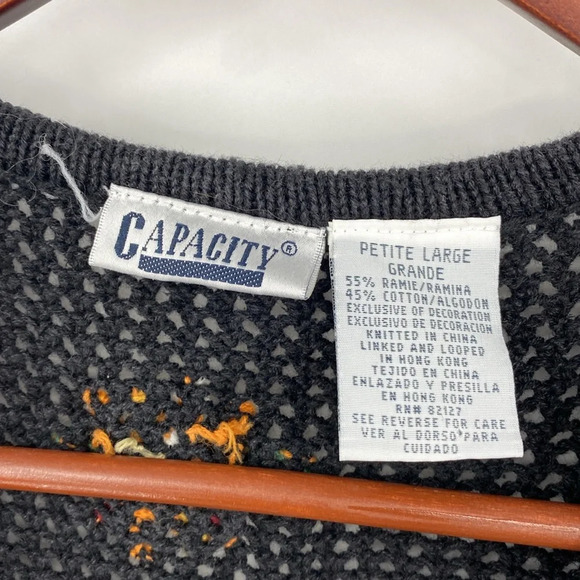 CAPACITY®
PETITE LARGE
GRANDE
55% RAMIE/RAMINA
45% COTTON/ALGODON
EXCLUSIVE OF DECORATION
EXCLUSIVO DE DECORACION
KNITTED IN CHINA
LINKED AND LOOPED
IN HONG KONG
TEJIDO EN CHINA
ENLAZADO Y PRESILLA
EN HONG KONG
RN# 82127
SEE REVERSE FOR CARE
VER AL DORSO PARA
CUIDADO